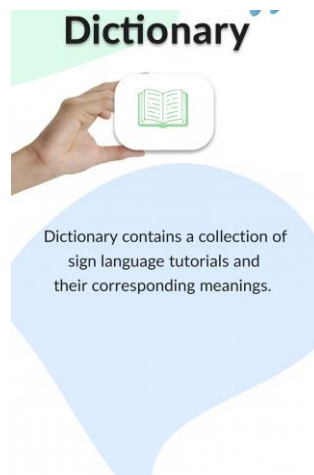 Dictionary
Dictionary contains a collection of
sign language tutorials and
their corresponding meanings.